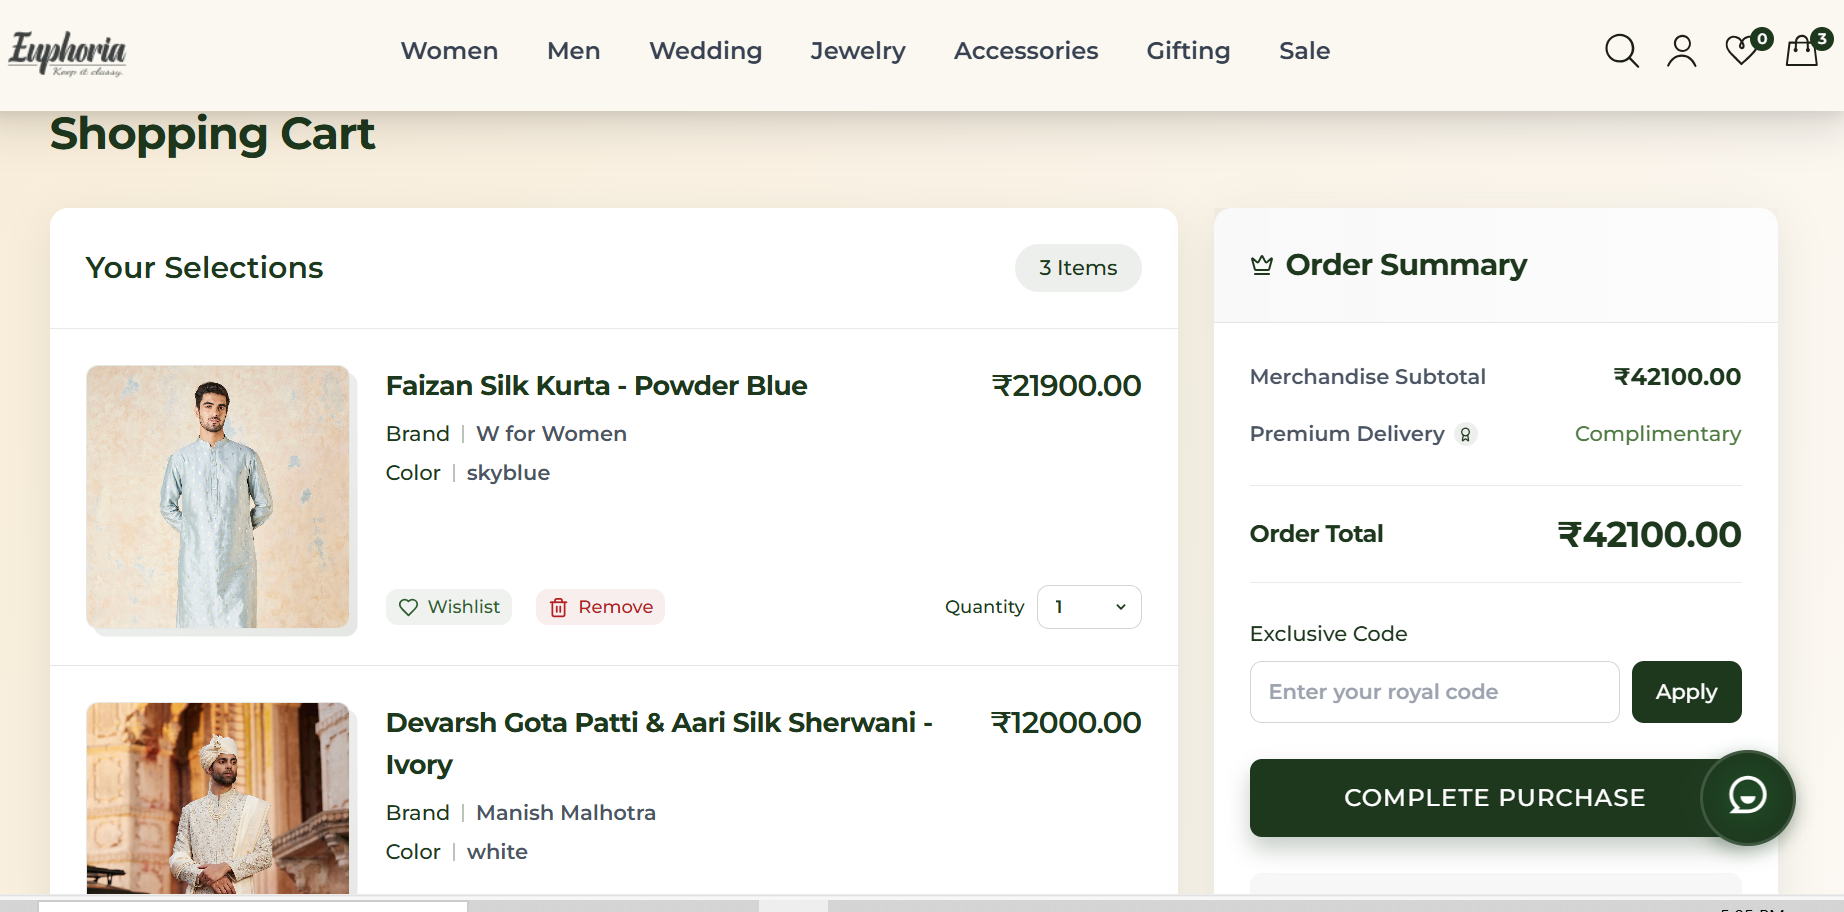 Euphoria
Keep it classy.
Women
Men
Wedding
Jewelry
Accessories
Gifting
Sale
0
3
Shopping Cart
Your Selections
3 Items
Faizan Silk Kurta - Powder Blue
₹21900.00
Brand | W for Women
Color | skyblue
Wishlist
Remove
Quantity
1
Devarsh Gota Patti & Aari Silk Sherwani -
Ivory
₹12000.00
Brand | Manish Malhotra
Color | white
Order Summary
Merchandise Subtotal
₹42100.00
Premium Delivery
Complimentary
Order Total
₹42100.00
Exclusive Code
Enter your royal code
Apply
COMPLETE PURCHASE